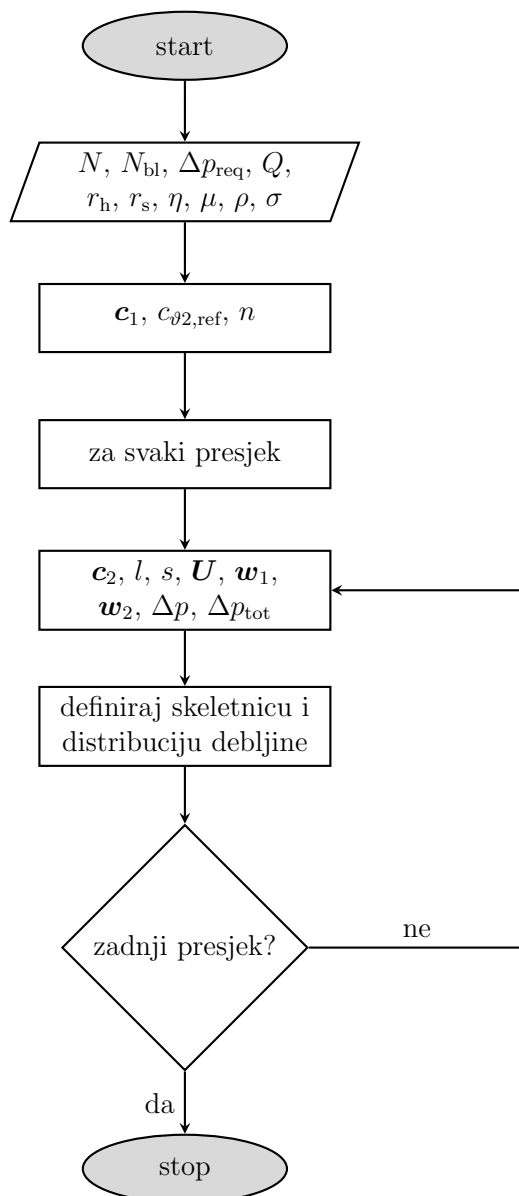 start
N, N_bl, Δp_req, Q,
r_h, r_s, η, μ, ρ, σ
c_1, c_ϑ2,ref, n
za svaki presjek
c_2, l, s, U, w_1,
w_2, Δp, Δp_tot
definiraj skeletnicu i
distribuciju debljine
zadnji presjek?
ne
da
stop